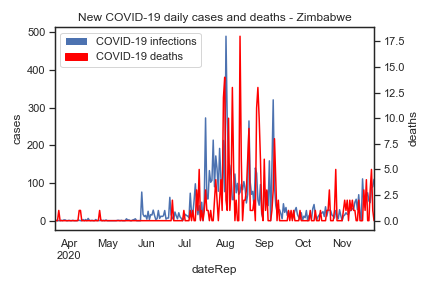 New COVID-19 daily cases and deaths - Zimbabwe
COVID-19 infections
COVID-19 deaths
500
400
300
200
100
0
cases
17.5
15.0
12.5
10.0
7.5
5.0
2.5
0.0
deaths
Apr May Jun Jul Aug Sep Oct Nov
2020
dateRep